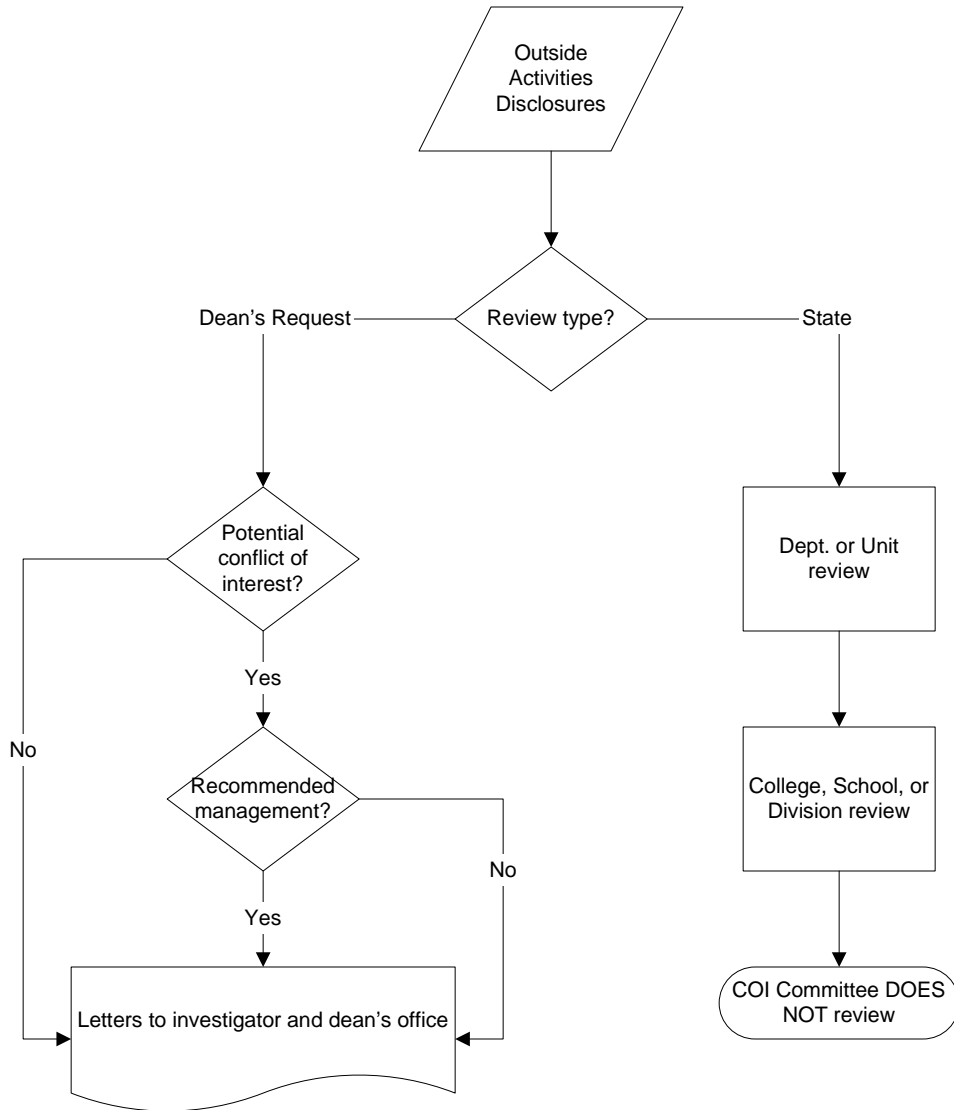 Outside
Activities
Disclosures
Dean's Request
Review type?
State
Potential
conflict of
interest?
Dept. or Unit
review
Yes
No
Recommended
management?
College, School, or
Division review
No
Yes
Letters to investigator and dean's office
COI Committee DOES
NOT review